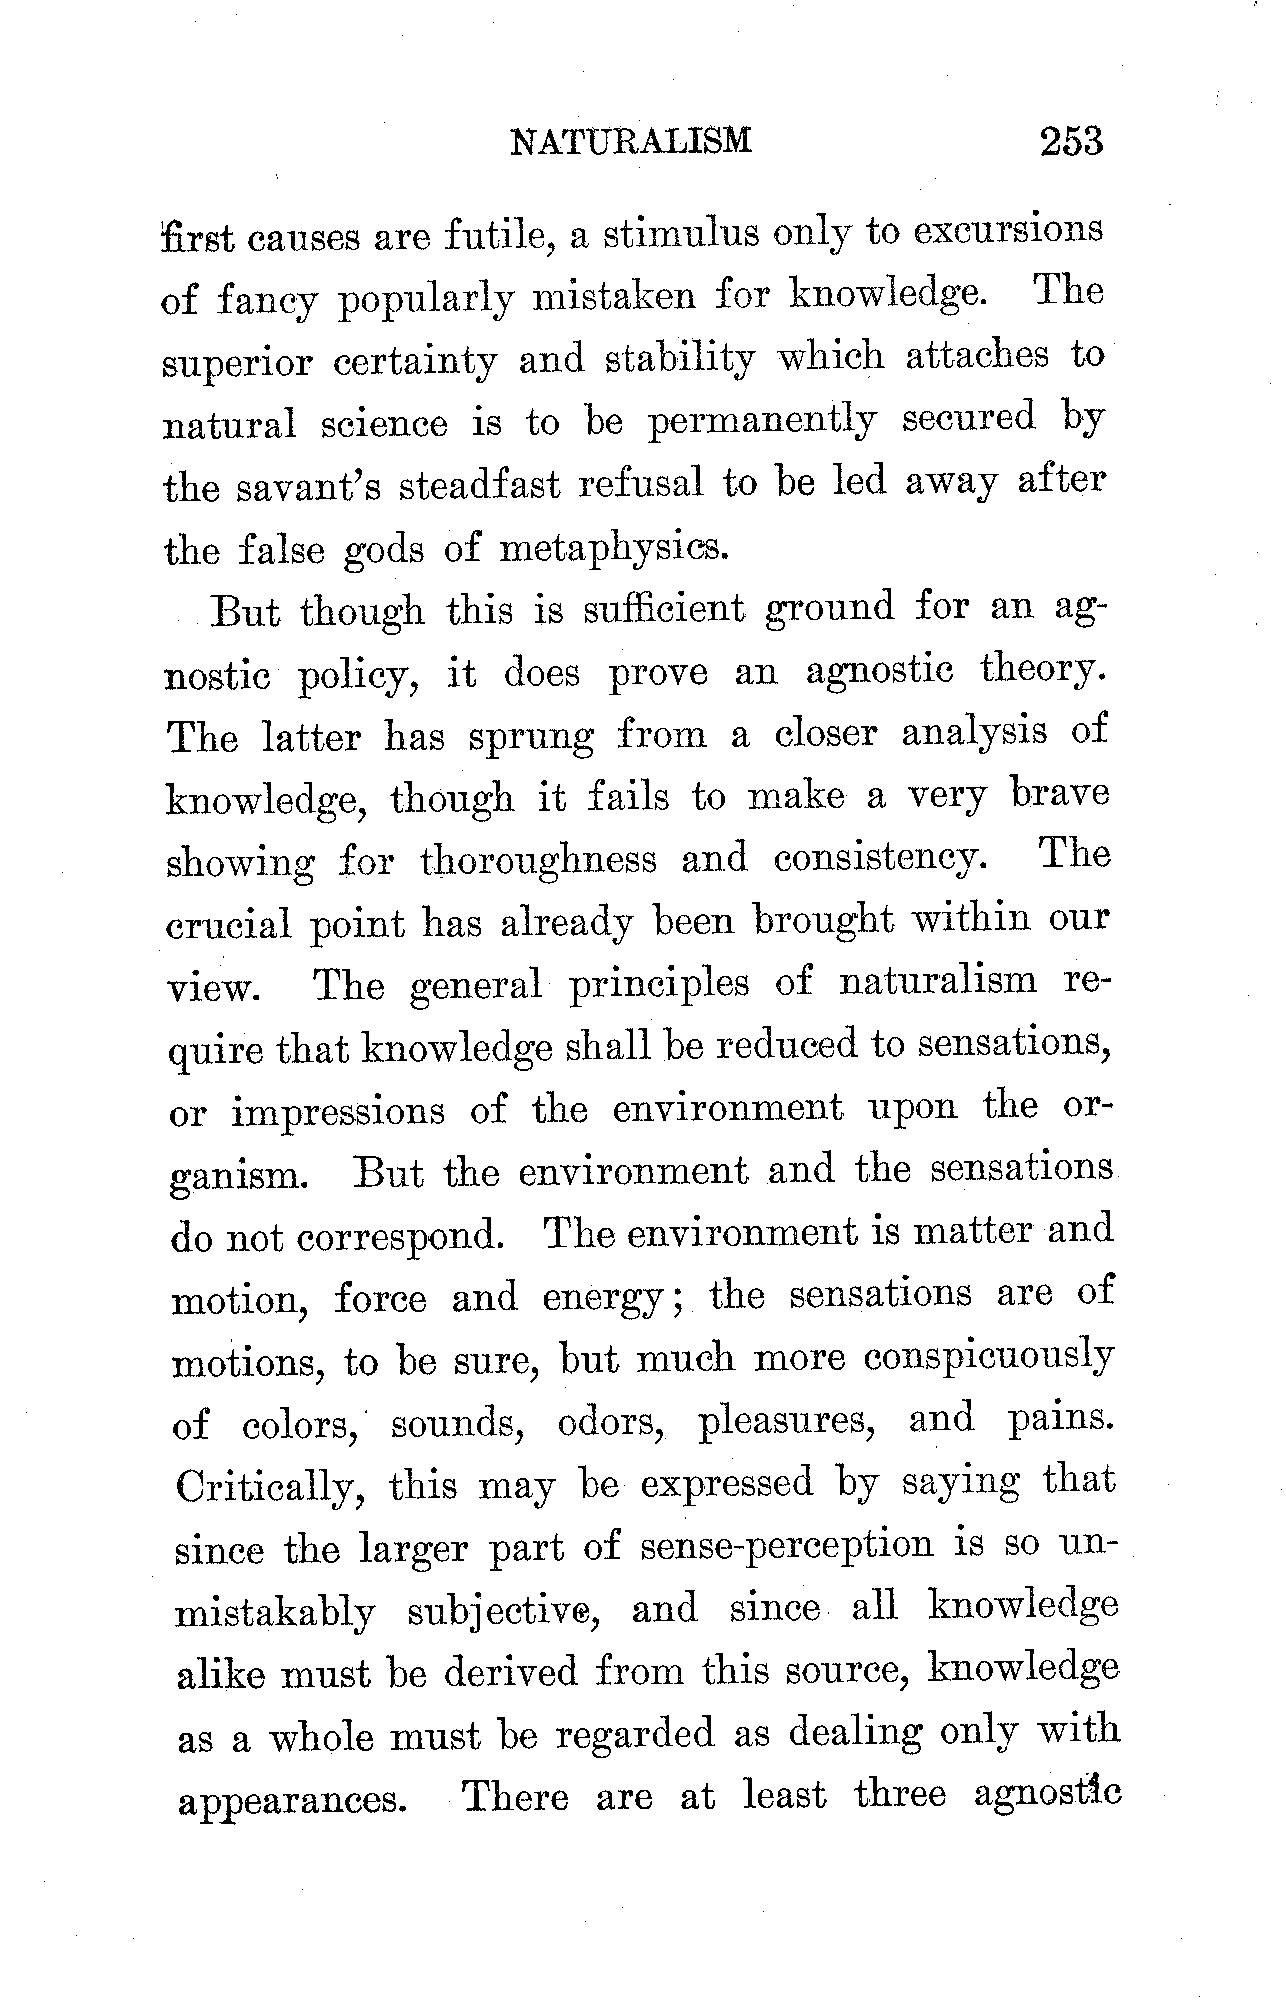 NATURALISM 253
first causes are futile, a stimulus only to excursions
of fancy popularly mistaken for knowledge. The
superior certainty and stability which attaches to
natural science is to be permanently secured by
the savant's steadfast refusal to be led away after
the false gods of metaphysics.
But though this is sufficient ground for an ag-
nostic policy, it does prove an agnostic theory.
The latter has sprung from a closer analysis of
knowledge, though it fails to make a very brave
showing for thoroughness and consistency. The
crucial point has already been brought within our
view. The general principles of naturalism re-
quire that knowledge shall be reduced to sensations,
or impressions of the environment upon the or-
ganism. But the environment and the sensations
do not correspond. The environment is matter and
motion, force and energy; the sensations are of
motions, to be sure, but much more conspicuously
of colors, sounds, odors, pleasures, and pains.
Critically, this may be expressed by saying that
since the larger part of sense-perception is so un-
mistakably subjective, and since all knowledge
alike must be derived from this source, knowledge
as a whole must be regarded as dealing only with
appearances. There are at least three agnostic